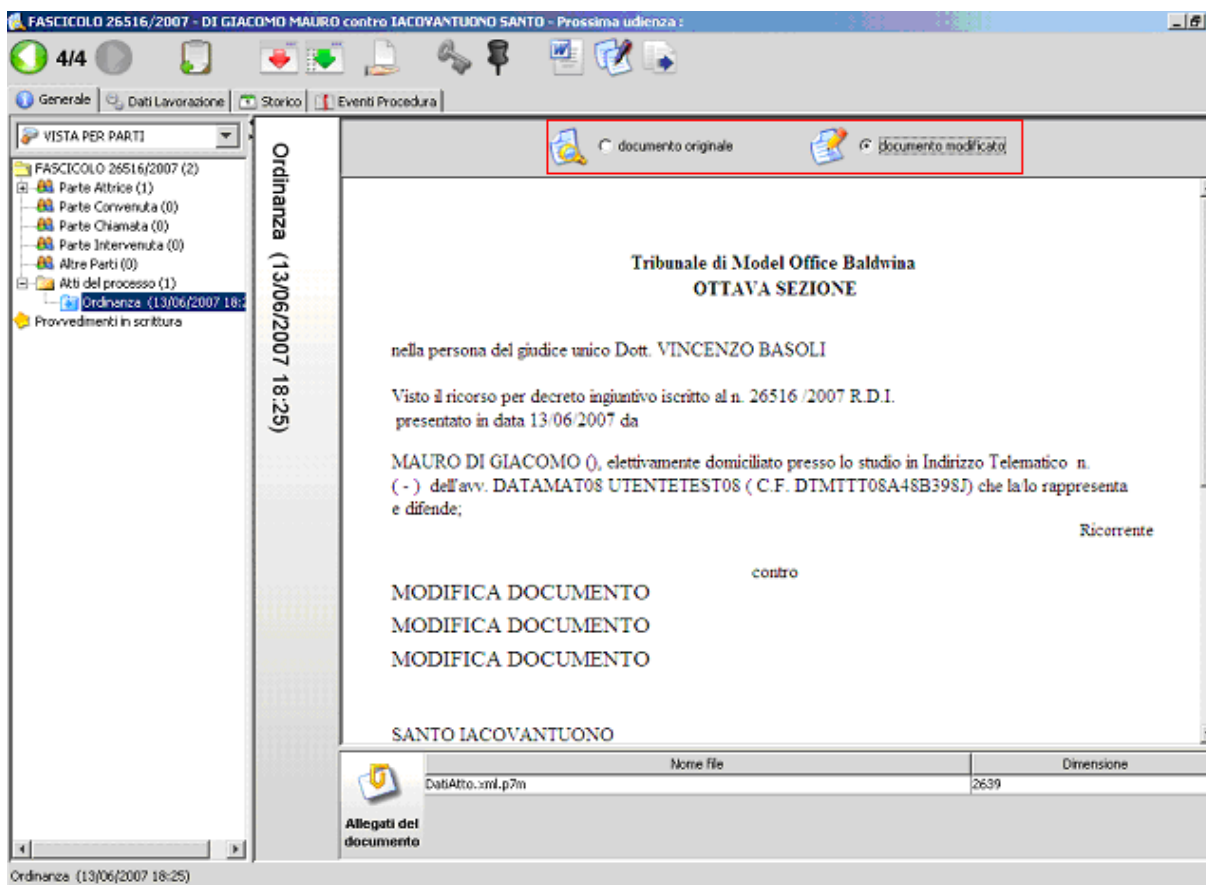 FASCICOLO 26516/2007 - DI GIACOMO MAURO contro IACOVANTUONO SANTO - Prossima udienza :
4/4
Generale
Dati Lavorazione
Storico
Eventi Procedura
VISTA PER PARTI
FASCICOLO 26516/2007 (2)
Parte Attrice (1)
Parte Convenuta (0)
Parte Chiamata (0)
Parte Intervenuta (0)
Altre Parti (0)
Atti del processo (1)
Ordinanza (13/06/2007 18:2
Provvedimenti in scrittura
Ordinanza (13/06/2007 18:25)
documento originale
documento modificato
Tribunale di Model Office Baldwina
OTTAVA SEZIONE
nella persona del giudice unico Dott. VINCENZO BASOLI
Visto il ricorso per decreto ingiuntivo iscritto al n. 26516 /2007 R.D.I.
presentato in data 13/06/2007 da
MAURO DI GIACOMO (), elettivamente domiciliato presso lo studio in Indirizzo Telematico n.
( - ) dell'avv. DATAMAT08 UTENTETEST08 ( C.F. DTMTTT08A48B398J) che la/lo rappresenta
e difende;
Ricorrente
contro
MODIFICA DOCUMENTO
MODIFICA DOCUMENTO
MODIFICA DOCUMENTO
SANTO IACOVANTUONO
Allegati del
documento
Nome file
Dimensione
DatiAtto.xml.p7m
2639
Ordinanza (13/06/2007 18:25)